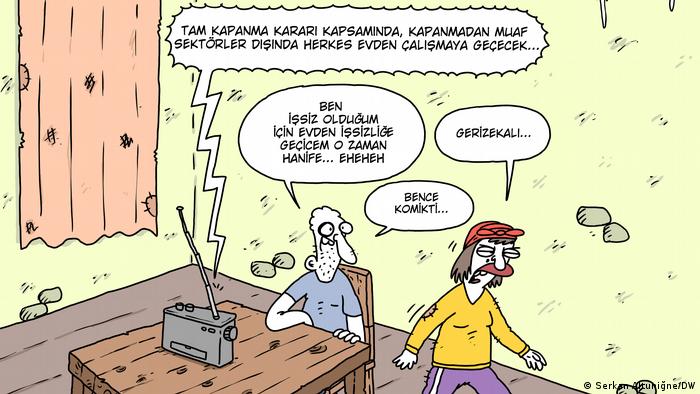 TAM KAPANMA KARARI KAPSAMINDA, KAPANMADAN MUAF
SEKTÖRLER DIŞINDA HERKES EVDEN ÇALIŞMAYA GEÇECEK...
BEN
İŞSİZ OLDUĞUM
İÇİN EVDEN İŞSİZLİĞE
GEÇİCEM O ZAMAN
HANİFE... EHEHEH
GERİZEKALI...
BENCE
KOMİKTİ...
© Serkan Altuniğne/DW